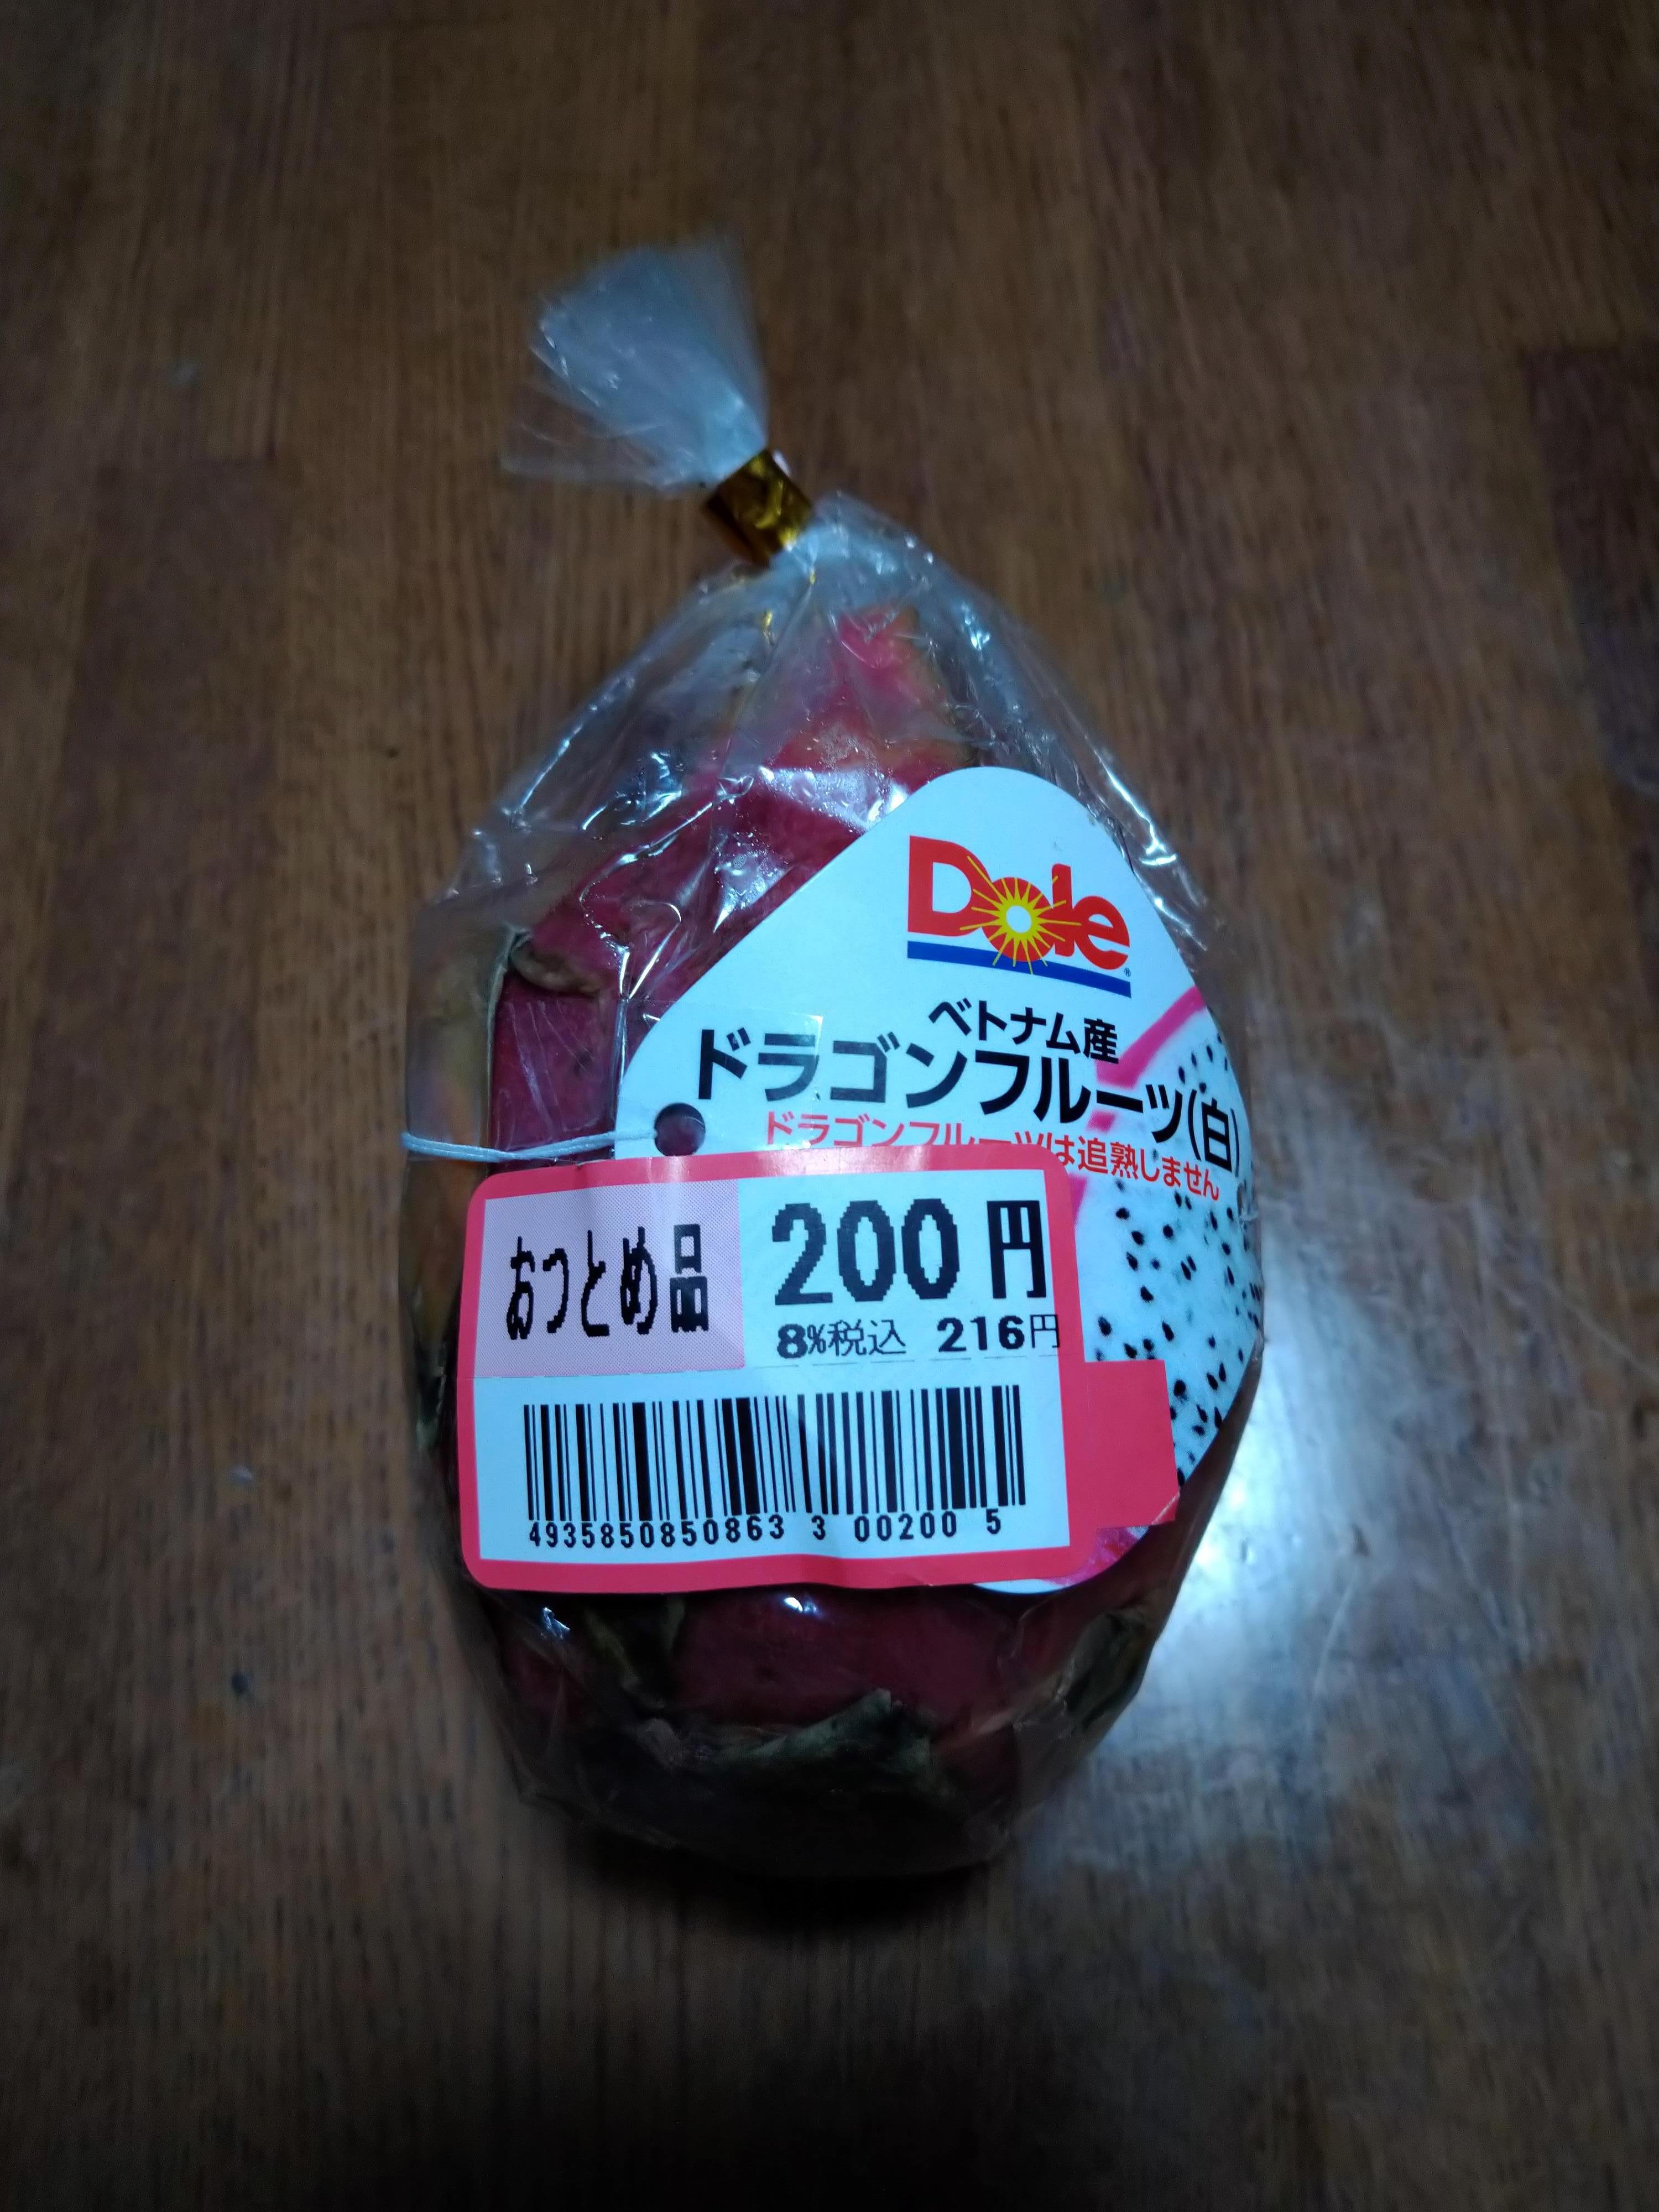 Dole
ベトナム産
ドラゴンフルーツ(白)
ドラゴンフルーツは追熟しません
おつとめ品
200円
8%税込 216円
4935850850863 3 00200 5